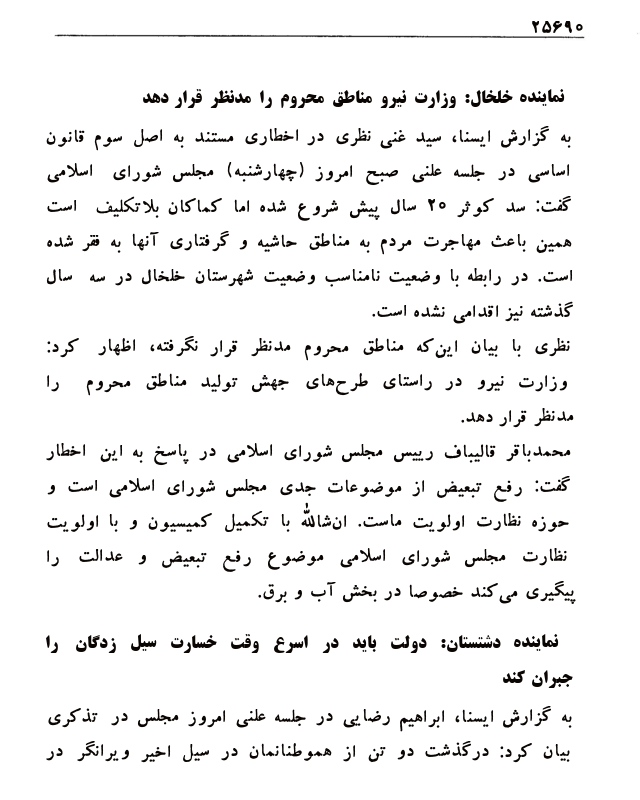 ۲۵۶۹۰
نماینده خلخال: وزارت نیرو مناطق محروم را مدنظر قرار دهد
به گزارش ایسنا، سید غنی نظری در اخطاری مستند به اصل سوم قانون
اساسی در جلسه علنی صبح امروز (چهارشنبه) مجلس شورای اسلامی
گفت: سد کوثر ۲۰ سال پیش شروع شده اما کماکان بلاتکلیف است
همین باعث مهاجرت مردم به مناطق حاشیه و گرفتاری آنها به فقر شده
است. در رابطه با وضعیت نامناسب وضعیت شهرستان خلخال در سه سال
گذشته نیز اقدامی نشده است.
نظری با بیان این‌که مناطق محروم مدنظر قرار نگرفته، اظهار کرد:
وزارت نیرو در راستای طرح‌های جهش تولید مناطق محروم را
مدنظر قرار دهد.
محمدباقر قالیباف رییس مجلس شورای اسلامی در پاسخ به این اخطار
گفت: رفع تبعیض از موضوعات جدی مجلس شورای اسلامی است و
حوزه نظارت اولویت ماست. ان‌شالله با تکمیل کمیسیون و با اولویت
نظارت مجلس شورای اسلامی موضوع رفع تبعیض و عدالت را
پیگیری می‌کند خصوصا در بخش آب و برق.
نماینده دشتستان: دولت باید در اسرع وقت خسارت سیل زدگان را
جبران کند
به گزارش ایسنا، ابراهیم رضایی در جلسه علنی امروز مجلس در تذکری
بیان کرد: درگذشت دو تن از هموطنانمان در سیل اخیر ویرانگر در